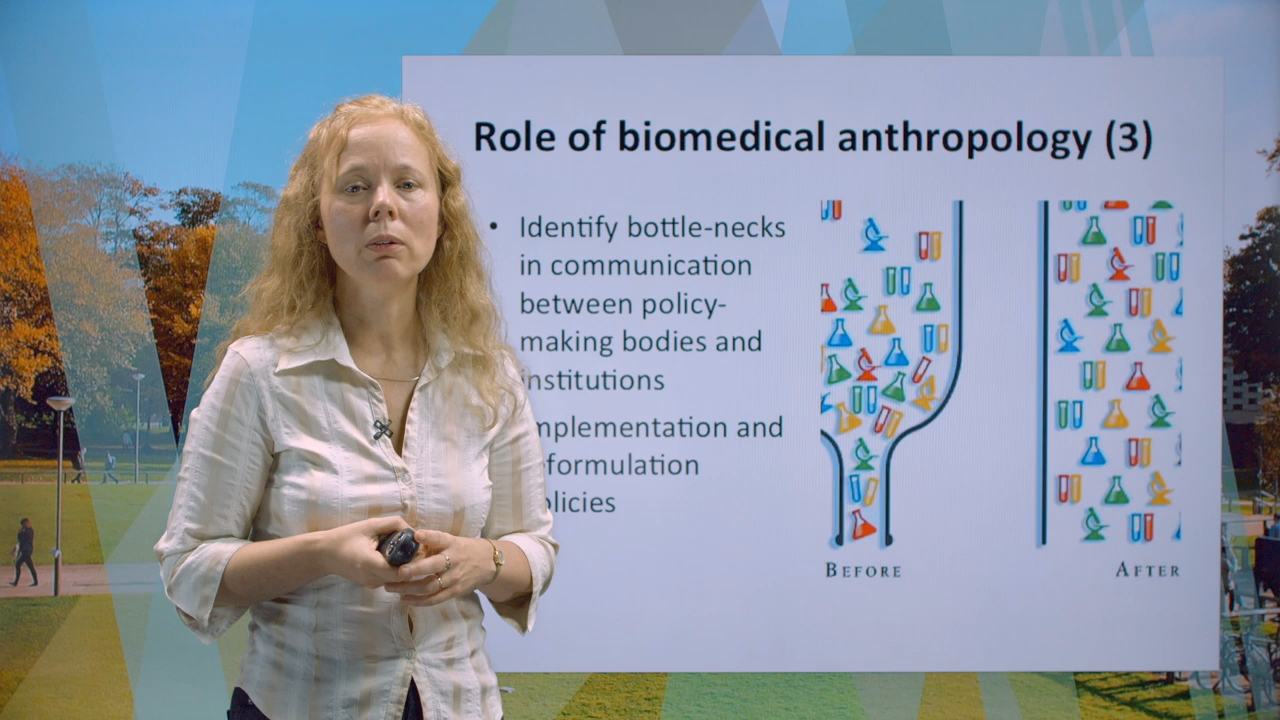 Role of biomedical anthropology (3)
• Identify bottle-necks
in communication
between policy-
making bodies and
institutions
mplementation and
formulation
licies
BEFORE
AFTER